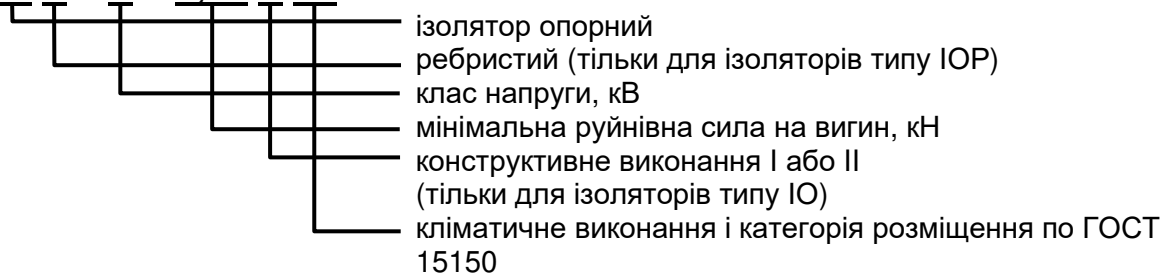 ізолятор опорний
ребристий (тільки для ізоляторів типу ІОР)
клас напруги, кВ
мінімальна руйнівна сила на вигин, кН
конструктивне виконання І або ІІ
(тільки для ізоляторів типу ІО)
кліматичне виконання і категорія розміщення по ГОСТ
15150